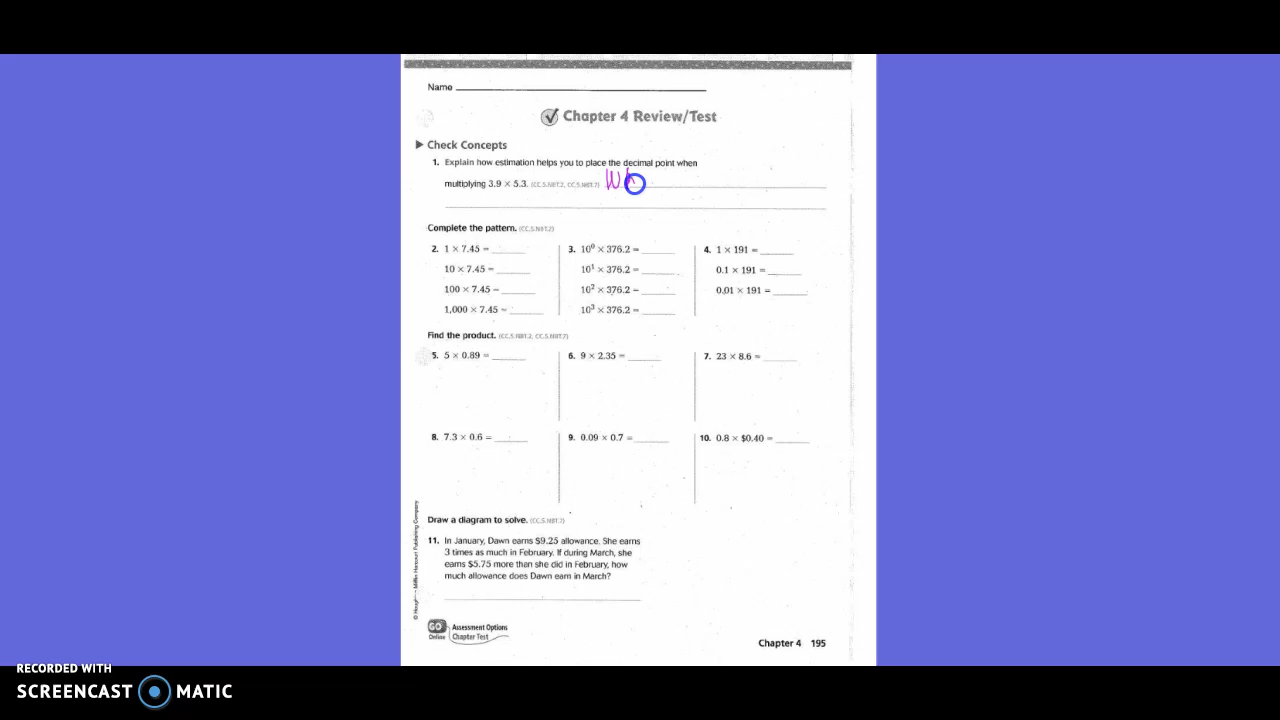 Name
Chapter 4 Review/Test
Check Concepts
1. Explain how estimation helps you to place the decimal point when
multiplying 3.9 × 5.3. (CC.5.NBT.2, CC.5.NBT.7)
Complete the pattern. (CC.5.NBT.2)
2. 1 × 7.45 =
10 × 7.45 =
100 × 7.45 =
1,000 × 7.45 =
3. 10⁰ × 376.2 =
10¹ × 376.2 =
10² × 376.2 =
10³ × 376.2 =
4. 1 × 191 =
0.1 × 191 =
0.01 × 191 =
Find the product. (CC.5.NBT.2, CC.5.NBT.7)
5. 5 × 0.89 =
6. 9 × 2.35 =
7. 23 × 8.6 =
8. 7.3 × 0.6 =
9. 0.09 × 0.7 =
10. 0.8 × $0.40 =
Draw a diagram to solve. (CC.5.NBT.7)
11. In January, Dawn earns $9.25 allowance. She earns
3 times as much in February. If during March, she
earns $5.75 more than she did in February, how
much allowance does Dawn earn in March?
Mifflin Harcourt Publishing Company
GO Online
Assessment Options
Chapter Test
Chapter 4 195
RECORDED WITH
SCREENCAST MATIC